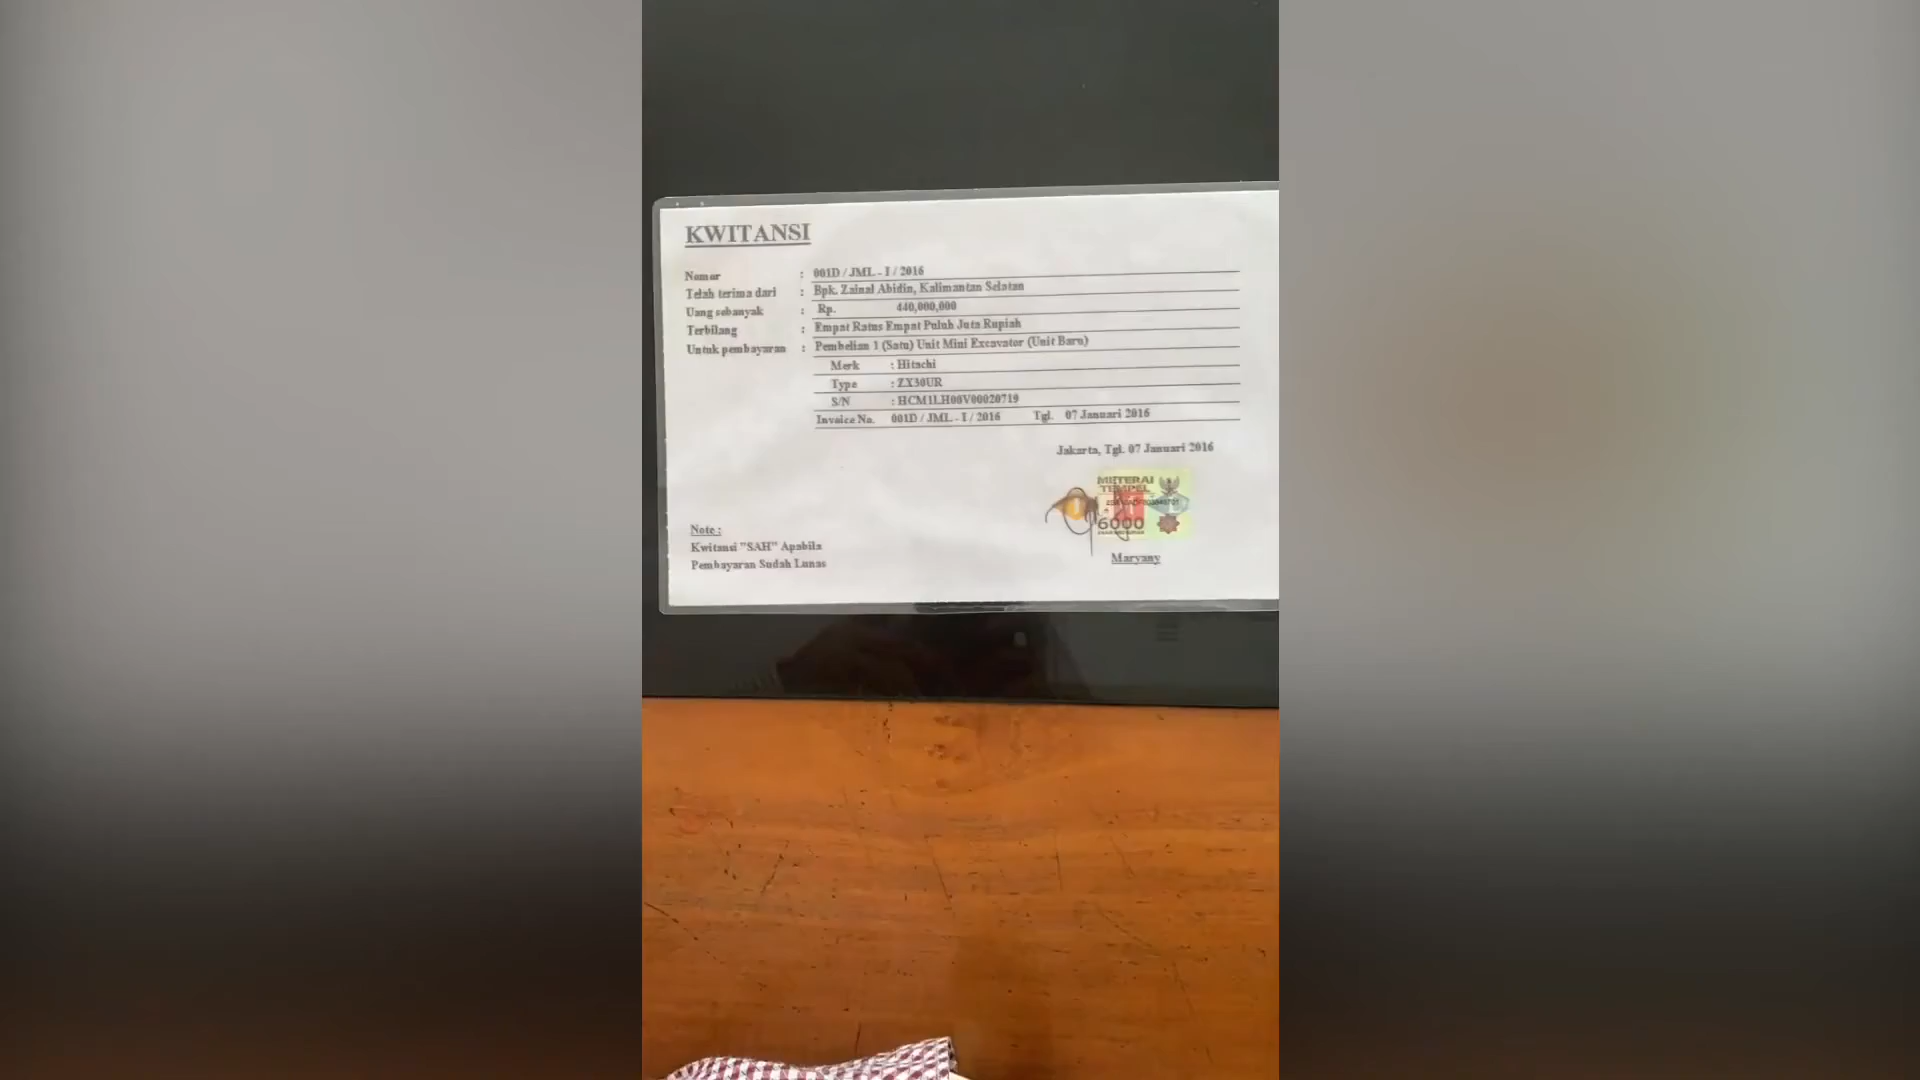 KWITANSI
Nomor : 001D / JML - I / 2016
Telah terima dari : Bpk. Zainal Abidin, Kalimantan Selatan
Uang sebanyak : Rp. 440,000,000
Terbilang : Empat Ratus Empat Puluh Juta Rupiah
Untuk pembayaran : Pembelian 1 (Satu) Unit Mini Excavator (Unit Baru)
Merk : Hitachi
Type : ZX30UR
S/N : HCM1LH00V00020719
Invoice No. 001D / JML - I / 2016 Tgl. 07 Januari 2016
Jakarta, Tgl. 07 Januari 2016
METERAI
TEMPEL
6000
Maryany
Note :
Kwitansi "SAH" Apabila
Pembayaran Sudah Lunas